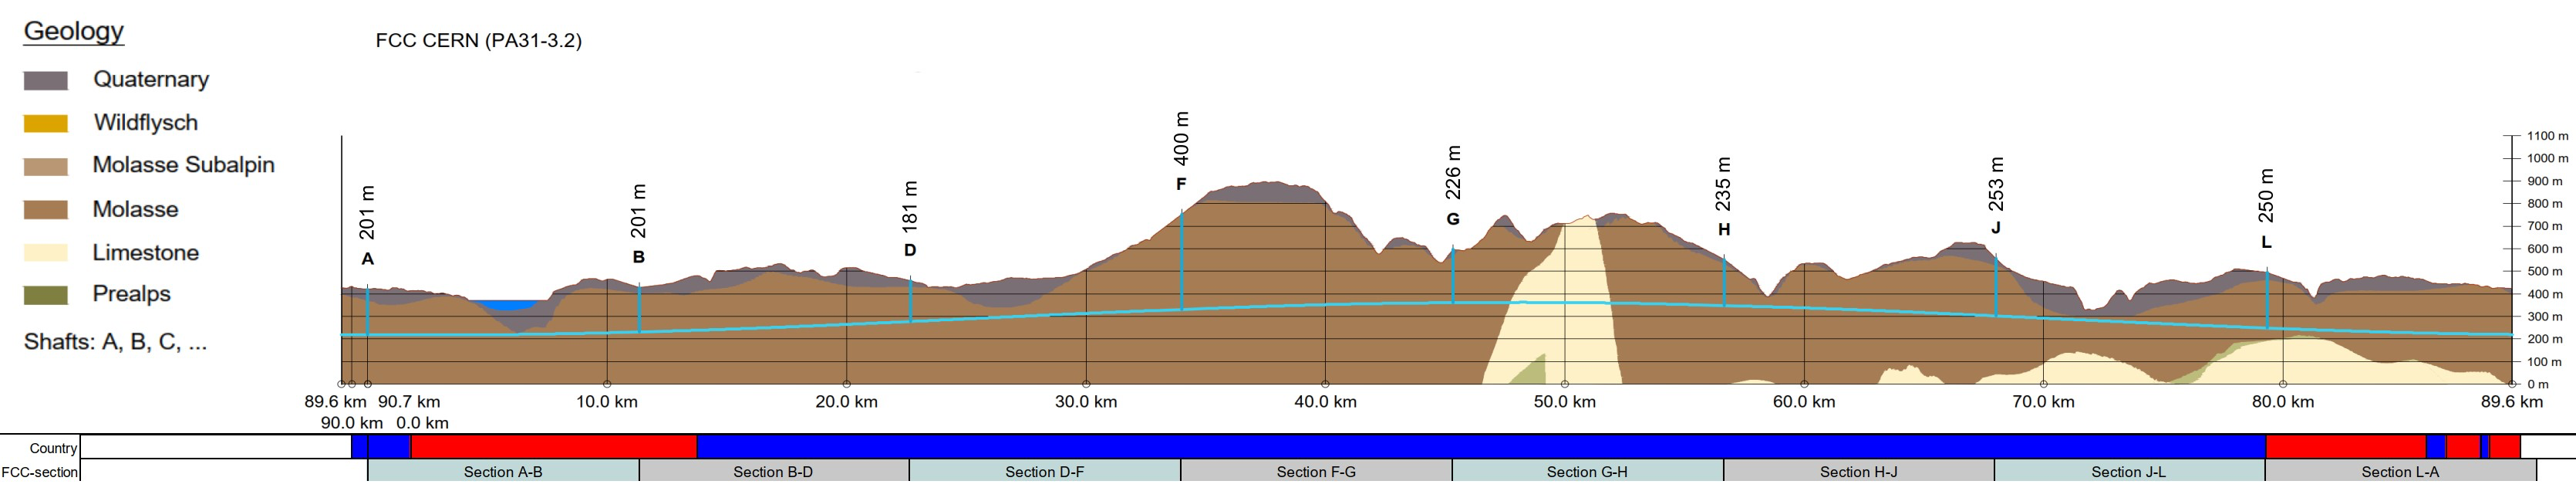 Geology
FCC CERN (PA31-3.2)
Quaternary
Wildflysch
Molasse Subalpin
Molasse
Limestone
Prealps
Shafts: A, B, C, ...
201 m
A
201 m
B
181 m
D
400 m
F
226 m
G
235 m
H
253 m
J
250 m
L
1100 m
1000 m
900 m
800 m
700 m
600 m
500 m
400 m
300 m
200 m
100 m
0 m
89.6 km 90.7 km 10.0 km 20.0 km 30.0 km 40.0 km 50.0 km 60.0 km 70.0 km 80.0 km 89.6 km
90.0 km 0.0 km
Country
FCC-section Section A-B Section B-D Section D-F Section F-G Section G-H Section H-J Section J-L Section L-A